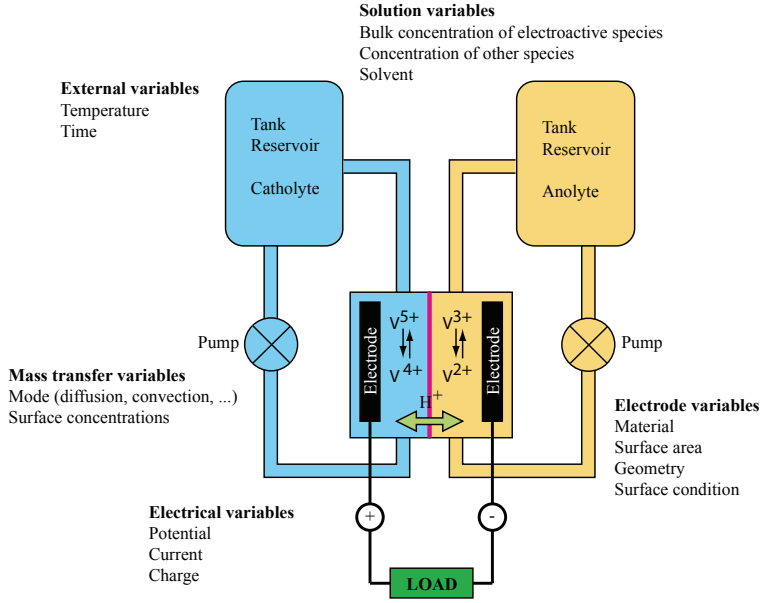 Solution variables
Bulk concentration of electroactive species
Concentration of other species
Solvent
External variables
Temperature
Time
Tank
Reservoir
Catholyte
Tank
Reservoir
Anolyte
Pump
Electrode
V5+
V4+
V3+
V2+
Electrode
H+
Pump
Mass transfer variables
Mode (diffusion, convection, ...)
Surface concentrations
Electrode variables
Material
Surface area
Geometry
Surface condition
Electrical variables
Potential
Current
Charge
+
-
LOAD